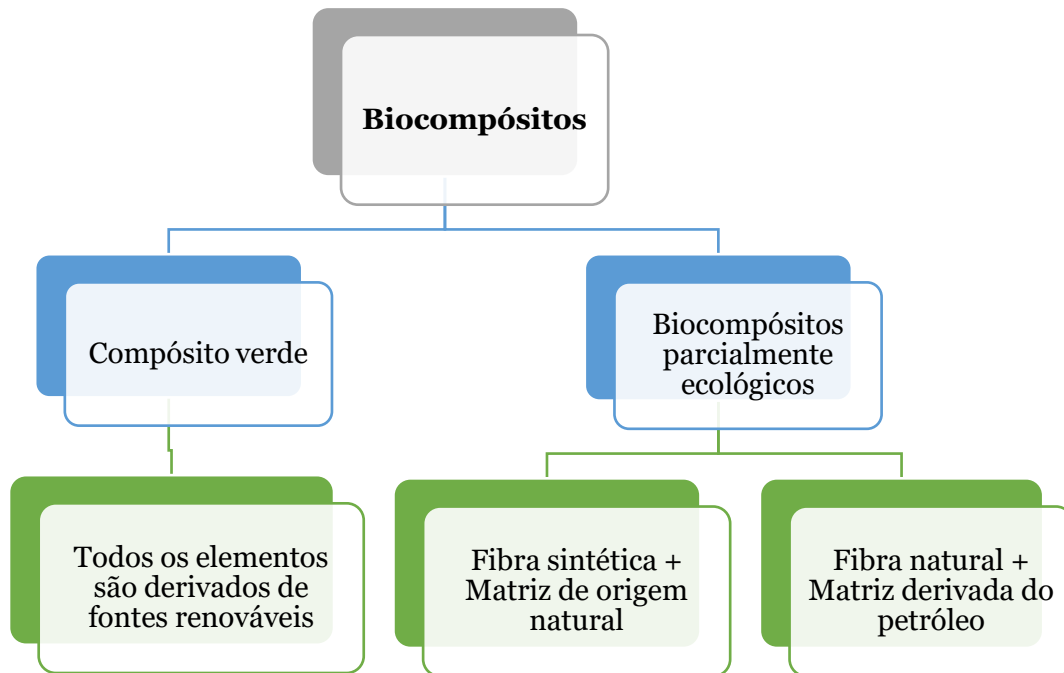 Biocompósitos
Compósito verde
Biocompósitos
parcialmente
ecológicos
Todos os elementos
são derivados de
fontes renováveis
Fibra sintética +
Matriz de origem
natural
Fibra natural +
Matriz derivada do
petróleo